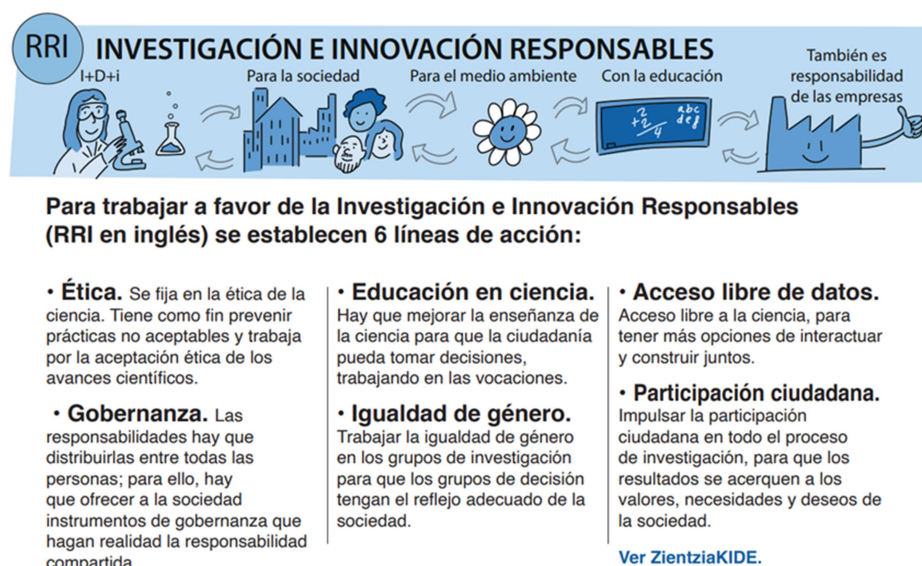 RRI
INVESTIGACIÓN E INNOVACIÓN RESPONSABLES
I+D+i
Para la sociedad
Para el medio ambiente
Con la educación
También es
responsabilidad
de las empresas
2
+2
4
abc
def
Para trabajar a favor de la Investigación e Innovación Responsables
(RRI en inglés) se establecen 6 líneas de acción:
• Ética. Se fija en la ética de la
ciencia. Tiene como fin prevenir
prácticas no aceptables y trabaja
por la aceptación ética de los
avances científicos.
• Gobernanza. Las
responsabilidades hay que
distribuirlas entre todas las
personas; para ello, hay
que ofrecer a la sociedad
instrumentos de gobernanza que
hagan realidad la responsabilidad
compartida
• Educación en ciencia.
Hay que mejorar la enseñanza de
la ciencia para que la ciudadanía
pueda tomar decisiones,
trabajando en las vocaciones.
• Igualdad de género.
Trabajar la igualdad de género
en los grupos de investigación
para que los grupos de decisión
tengan el reflejo adecuado de la
sociedad.
• Acceso libre de datos.
Acceso libre a la ciencia, para
tener más opciones de interactuar
y construir juntos.
• Participación ciudadana.
Impulsar la participación
ciudadana en todo el proceso
de investigación, para que los
resultados se acerquen a los
valores, necesidades y deseos de
la sociedad.
Ver ZientziaKIDE.